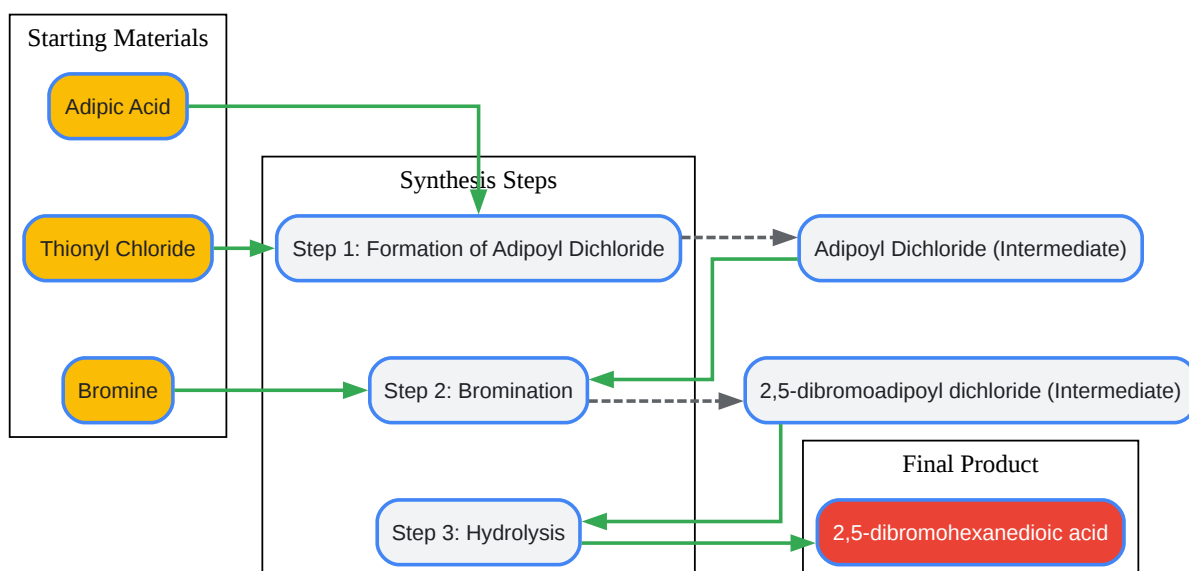 Starting Materials
Adipic Acid
Synthesis Steps
Thionyl Chloride
Step 1: Formation of Adipoyl Dichloride
Adipoyl Dichloride (Intermediate)
Bromine
Step 2: Bromination
2,5-dibromoadipoyl dichloride (Intermediate)
Final Product
Step 3: Hydrolysis
2,5-dibromohexanedioic acid